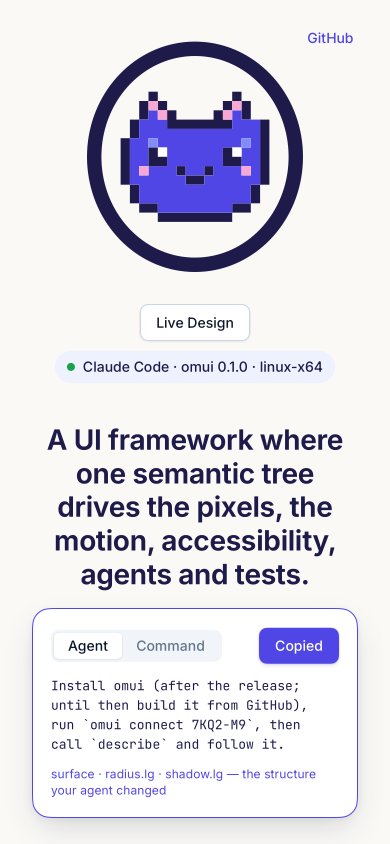 GitHub
Live Design
Claude Code · omui 0.1.0 · linux-x64
A UI framework where
one semantic tree
drives the pixels, the
motion, accessibility,
agents and tests.
Agent
Command
Copied
Install omui (after the release;
until then build it from GitHub),
run `omui connect 7KQ2-M9`, then
call `describe` and follow it.
surface · radius.lg · shadow.lg — the structure
your agent changed